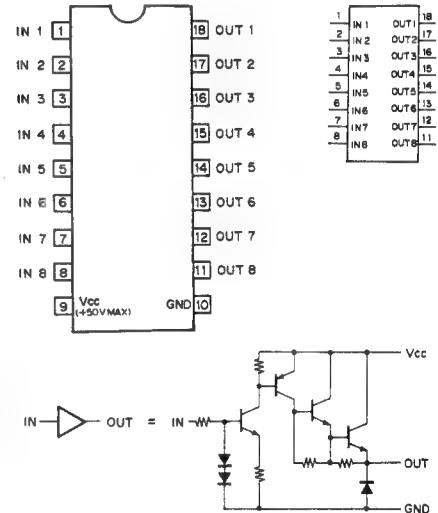 IN 1 1 18 OUT 1
IN 2 2 17 OUT 2
IN 3 3 16 OUT 3
IN 4 4 15 OUT 4
IN 5 5 14 OUT 5
IN 6 6 13 OUT 6
IN 7 7 12 OUT 7
IN 8 8 11 OUT 8
9 Vcc GND 10
(+50V MAX)
1 IN 1 OUT 1 18
2 IN 2 OUT2 17
3 IN3 OUT3 16
4 IN4 OUT4 15
5 IN5 OUT5 14
6 IN6 OUT6 13
7 IN7 OUT7 12
8 IN8 OUT8 11
Vcc
IN OUT = IN
OUT
GND